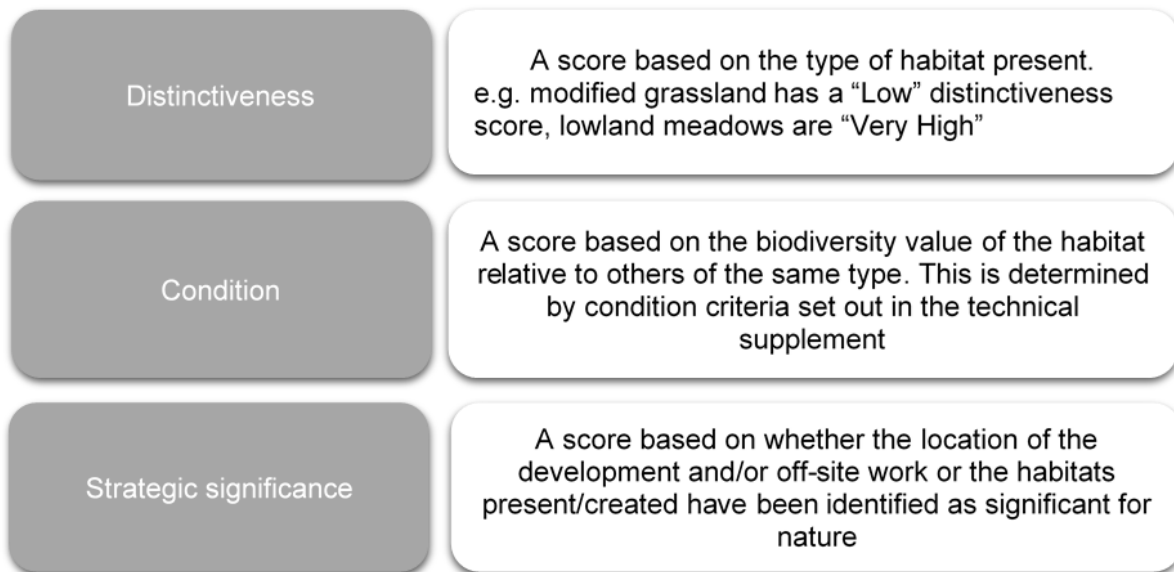 Distinctiveness
A score based on the type of habitat present.
e.g. modified grassland has a “Low” distinctiveness
score, lowland meadows are “Very High”
Condition
A score based on the biodiversity value of the habitat
relative to others of the same type. This is determined
by condition criteria set out in the technical
supplement
Strategic significance
A score based on whether the location of the
development and/or off-site work or the habitats
present/created have been identified as significant for
nature